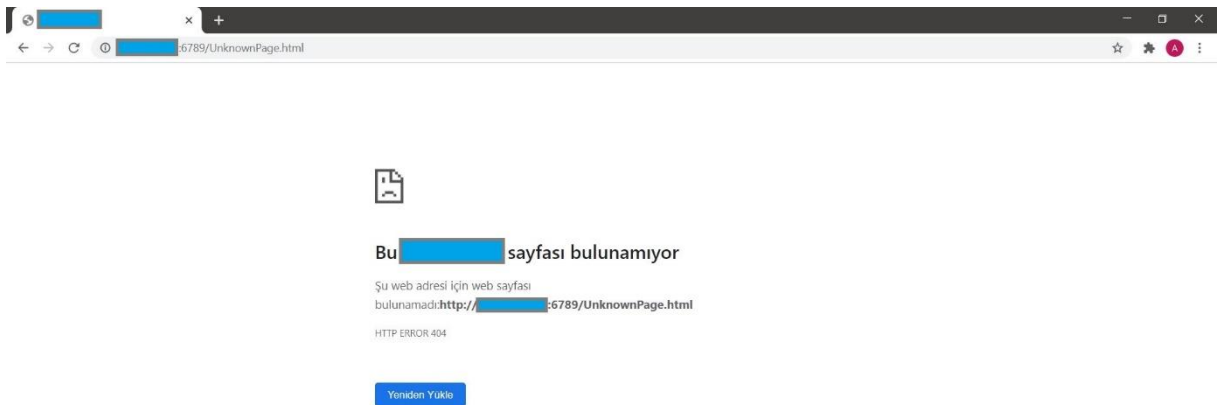 :6789/UnknownPage.html
A
Bu sayfası bulunamıyor
Şu web adresi için web sayfası
bulunamadı:http:// :6789/UnknownPage.html
HTTP ERROR 404
Yeniden Yükle